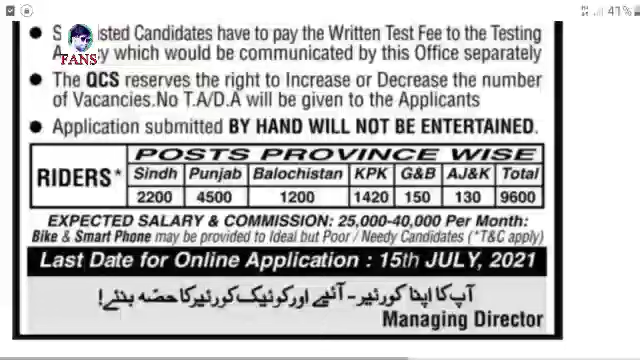 41%
FANS
● S isted Candidates have to pay the Written Test Fee to the Testing
A cy which would be communicated by this Office separately
● The QCS reserves the right to Increase or Decrease the number
of Vacancies.No T.A/D.A will be given to the Applicants
● Application submitted BY HAND WILL NOT BE ENTERTAINED.
RIDERS*
POSTS PROVINCE WISE
Sindh Punjab Balochistan KPK G&B AJ&K Total
2200 4500 1200 1420 150 130 9600
EXPECTED SALARY & COMMISSION: 25,000-40,000 Per Month:
Bike & Smart Phone may be provided to Ideal but Poor / Needy Candidates (*T&C apply)
Last Date for Online Application : 15th JULY, 2021
آپ کا اپنا کورئیر - آئیے اور کوئیک کورئیر کا حصّہ بنئے!
Managing Director